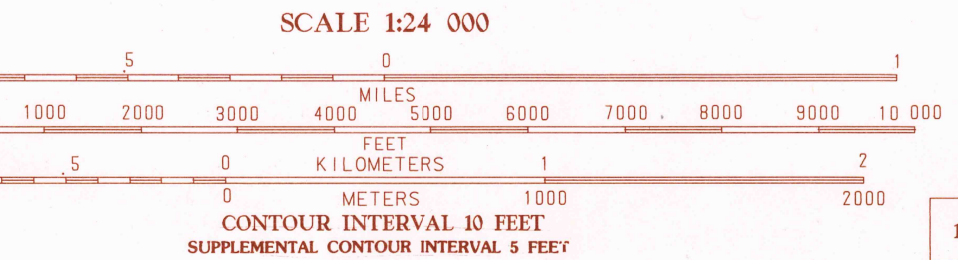 SCALE 1:24 000
.5 0 1
MILES
1000 2000 3000 4000 5000 6000 7000 8000 9000 10 000
FEET
KILOMETERS
.5 0 1 2
0 METERS 1000 2000
CONTOUR INTERVAL 10 FEET
SUPPLEMENTAL CONTOUR INTERVAL 5 FEET
1